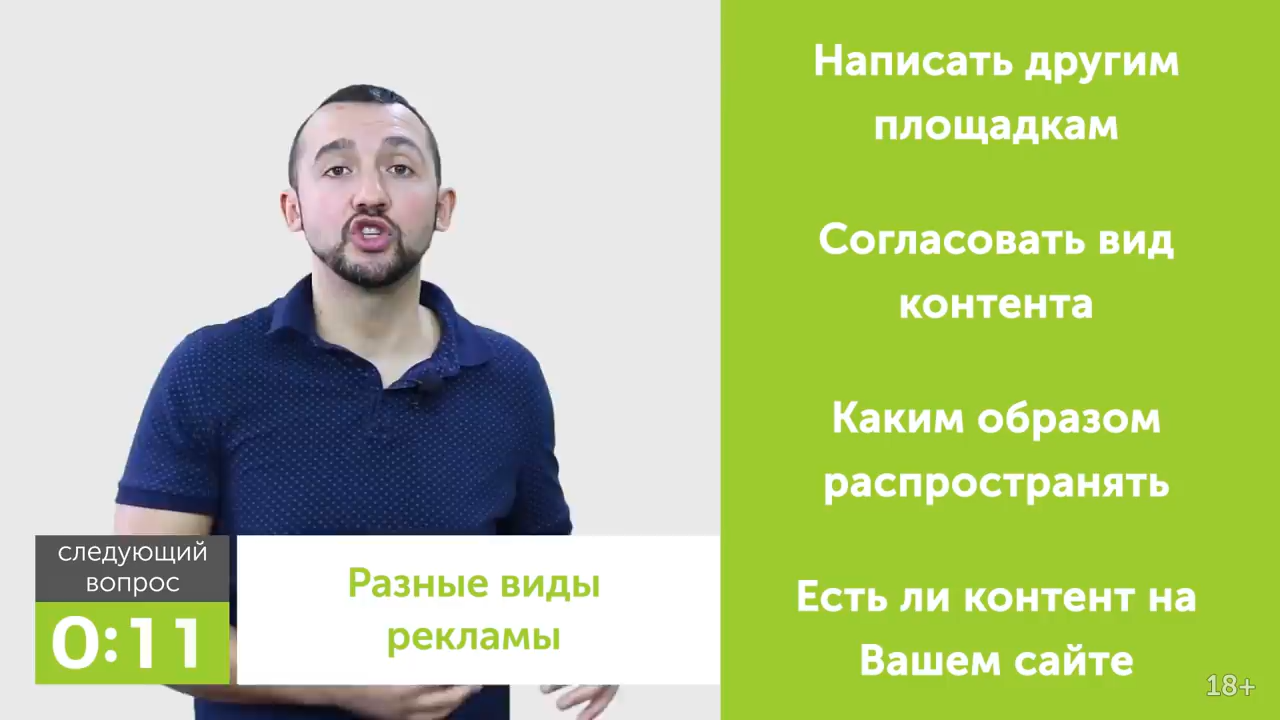 Написать другим
площадкам
Согласовать вид
контента
Каким образом
распространять
Есть ли контент на
Вашем сайте
следующий
вопрос
0:11
Разные виды
рекламы
18+